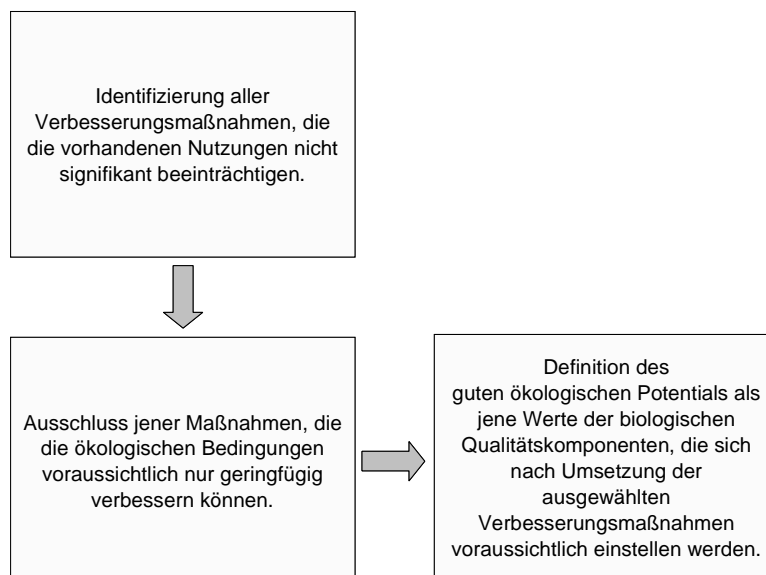 Identifizierung aller
Verbesserungsmaßnahmen, die
die vorhandenen Nutzungen nicht
signifikant beeinträchtigen.
Ausschluss jener Maßnahmen, die
die ökologischen Bedingungen
voraussichtlich nur geringfügig
verbessern können.
Definition des
guten ökologischen Potentials als
jene Werte der biologischen
Qualitätskomponenten, die sich
nach Umsetzung der
ausgewählten
Verbesserungsmaßnahmen
voraussichtlich einstellen werden.